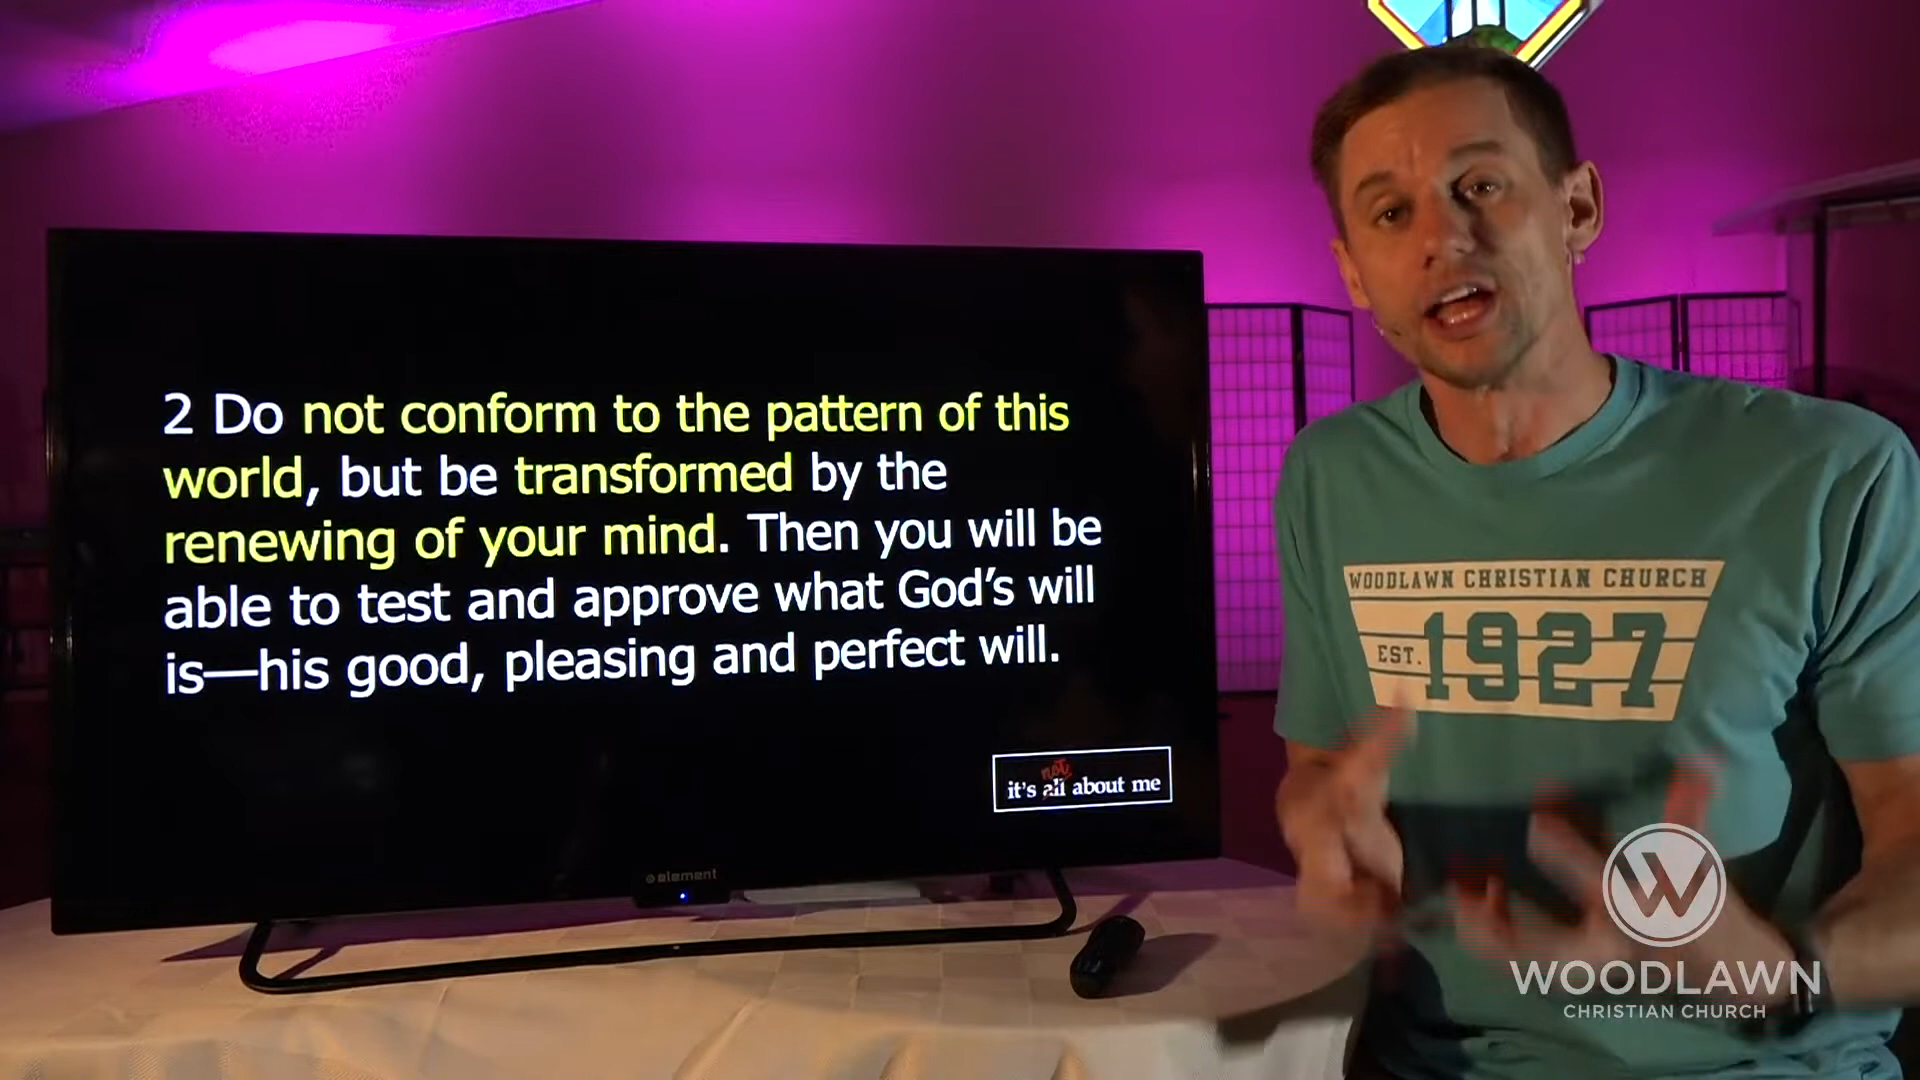 2 Do not conform to the pattern of this
world, but be transformed by the
renewing of your mind. Then you will be
able to test and approve what God's will
is—his good, pleasing and perfect will.
not
it's all about me
element
WOODLAWN CHRISTIAN CHURCH
EST. 1927
W
WOODLAWN
CHRISTIAN CHURCH